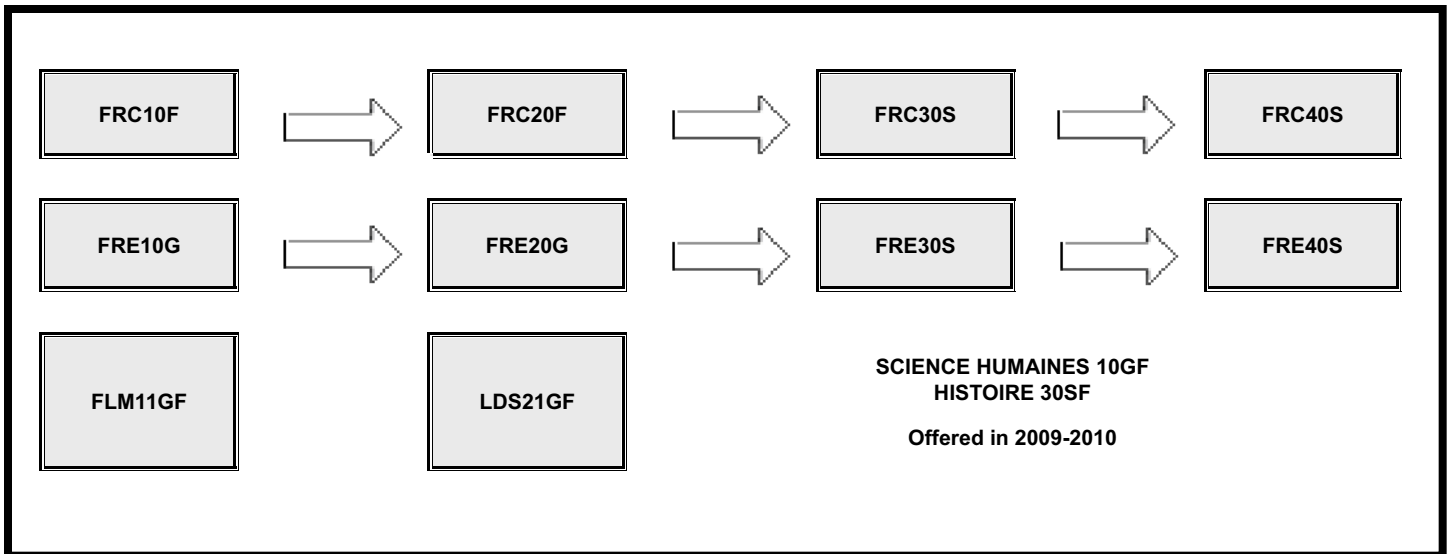 FRC10F
FRC20F
FRC30S
FRC40S
FRE10G
FRE20G
FRE30S
FRE40S
FLM11GF
LDS21GF
SCIENCE HUMAINES 10GF
HISTOIRE 30SF
Offered in 2009-2010